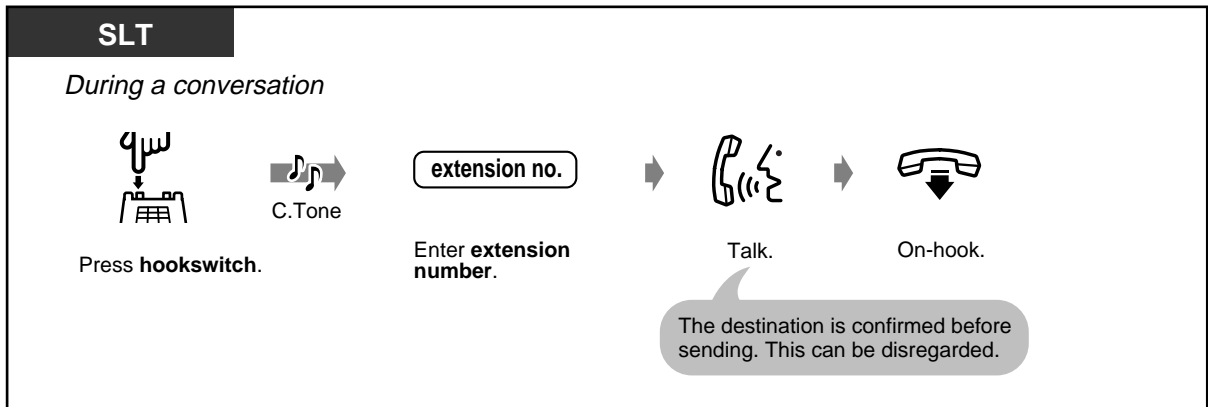 SLT
During a conversation
extension no.
C.Tone
Press hookswitch.
Enter extension
number.
Talk.
On-hook.
The destination is confirmed before
sending. This can be disregarded.